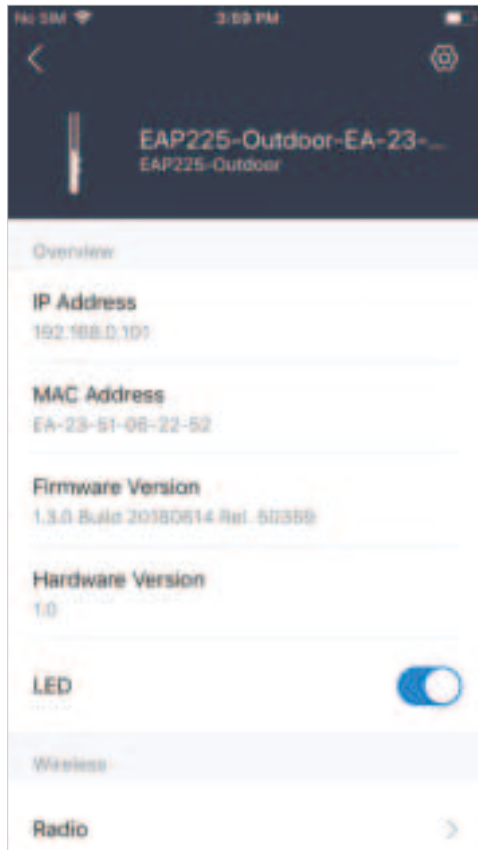 No SIM 3:59 PM
EAP225-Outdoor-EA-23-...
EAP225-Outdoor
Overview
IP Address
192.168.0.101
MAC Address
EA-23-51-06-22-52
Firmware Version
1.3.0 Build 20180614 Rel. 50359
Hardware Version
1.0
LED
Wireless
Radio